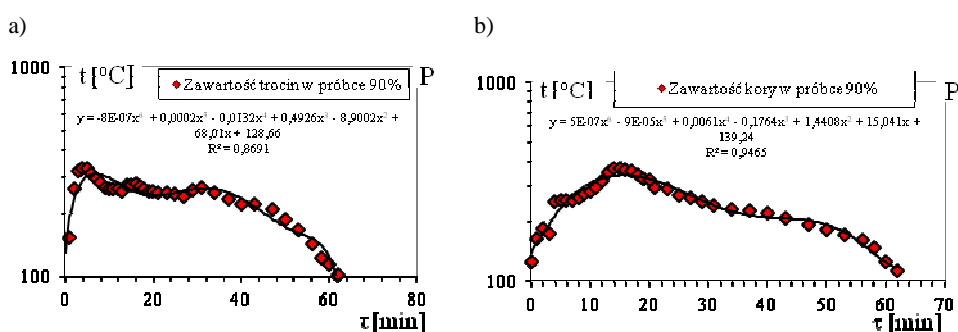 a)
b)
1000
t [°C]
Zawartość trocin w próbce 90%
P
y = -8E-07x⁶ + 0,0002x⁵ - 0,0132x⁴ + 0,4926x³ - 8,9002x² +
68,01x + 128,66
R² = 0,8691
100
0 20 40 60 80
τ [min]
1000
t [°C]
Zawartość kory w próbce 90%
P
y = 5E-07x⁶ - 9E-05x⁵ + 0,0061x⁴ - 0,1764x³ + 1,4408x² + 15,041x +
139,24
R² = 0,9465
100
0 10 20 30 40 50 60 70
τ [min]